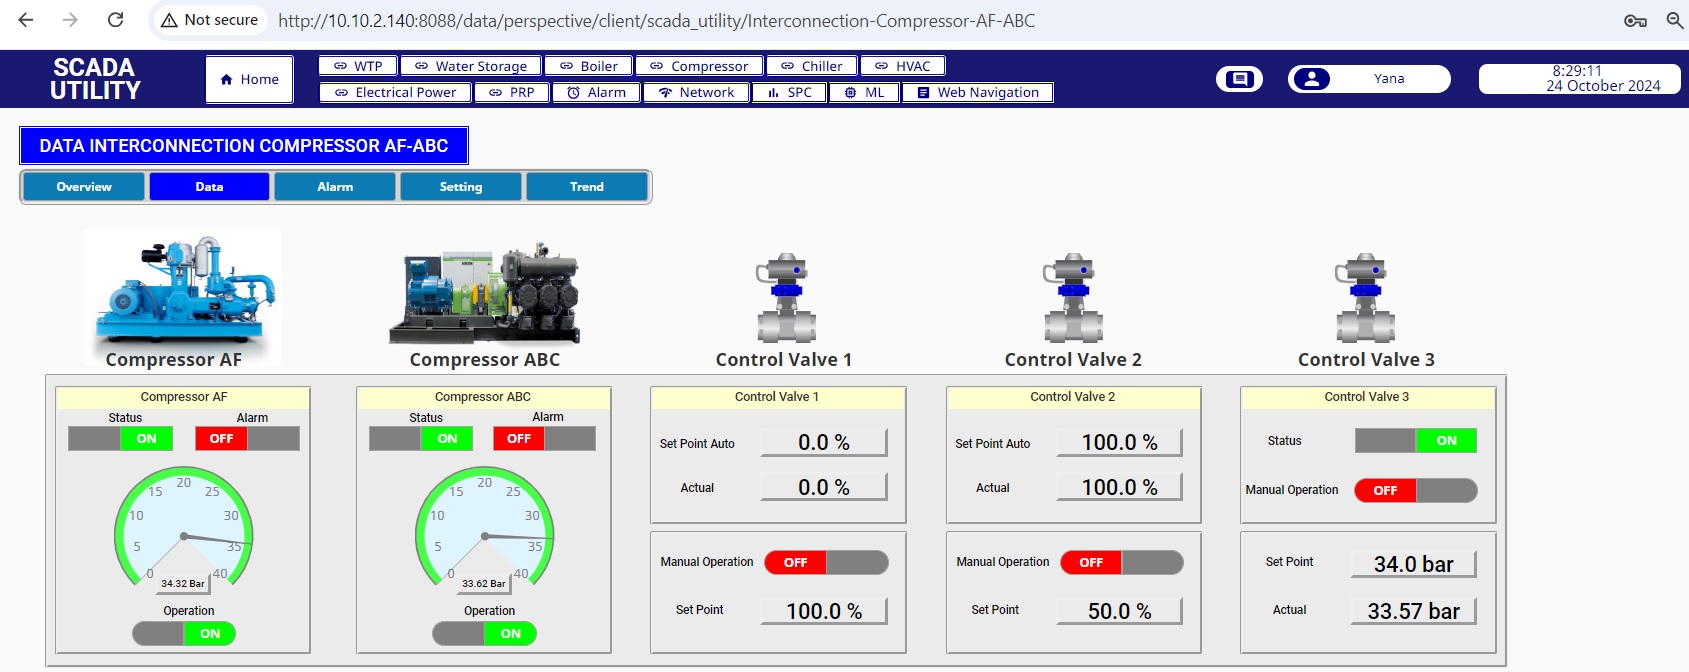 Not secure http://10.10.2.140:8088/data/perspective/client/scada_utility/Interconnection-Compressor-AF-ABC
SCADA
UTILITY
Home
WTP Water Storage Boiler Compressor Chiller HVAC
Electrical Power PRP Alarm Network SPC ML Web Navigation
Yana
8:29:11
24 October 2024
DATA INTERCONNECTION COMPRESSOR AF-ABC
Overview Data Alarm Setting Trend
Compressor AF
Compressor ABC
Control Valve 1
Control Valve 2
Control Valve 3
Compressor AF
Status Alarm
ON OFF
0 5 10 15 20 25 30 35 40
34.32 Bar
Operation
ON
Compressor ABC
Status Alarm
ON OFF
0 5 10 15 20 25 30 35 40
33.62 Bar
Operation
ON
Control Valve 1
Set Point Auto 0.0 %
Actual 0.0 %
Manual Operation OFF
Set Point 100.0 %
Control Valve 2
Set Point Auto 100.0 %
Actual 100.0 %
Manual Operation OFF
Set Point 50.0 %
Control Valve 3
Status ON
Manual Operation OFF
Set Point 34.0 bar
Actual 33.57 bar